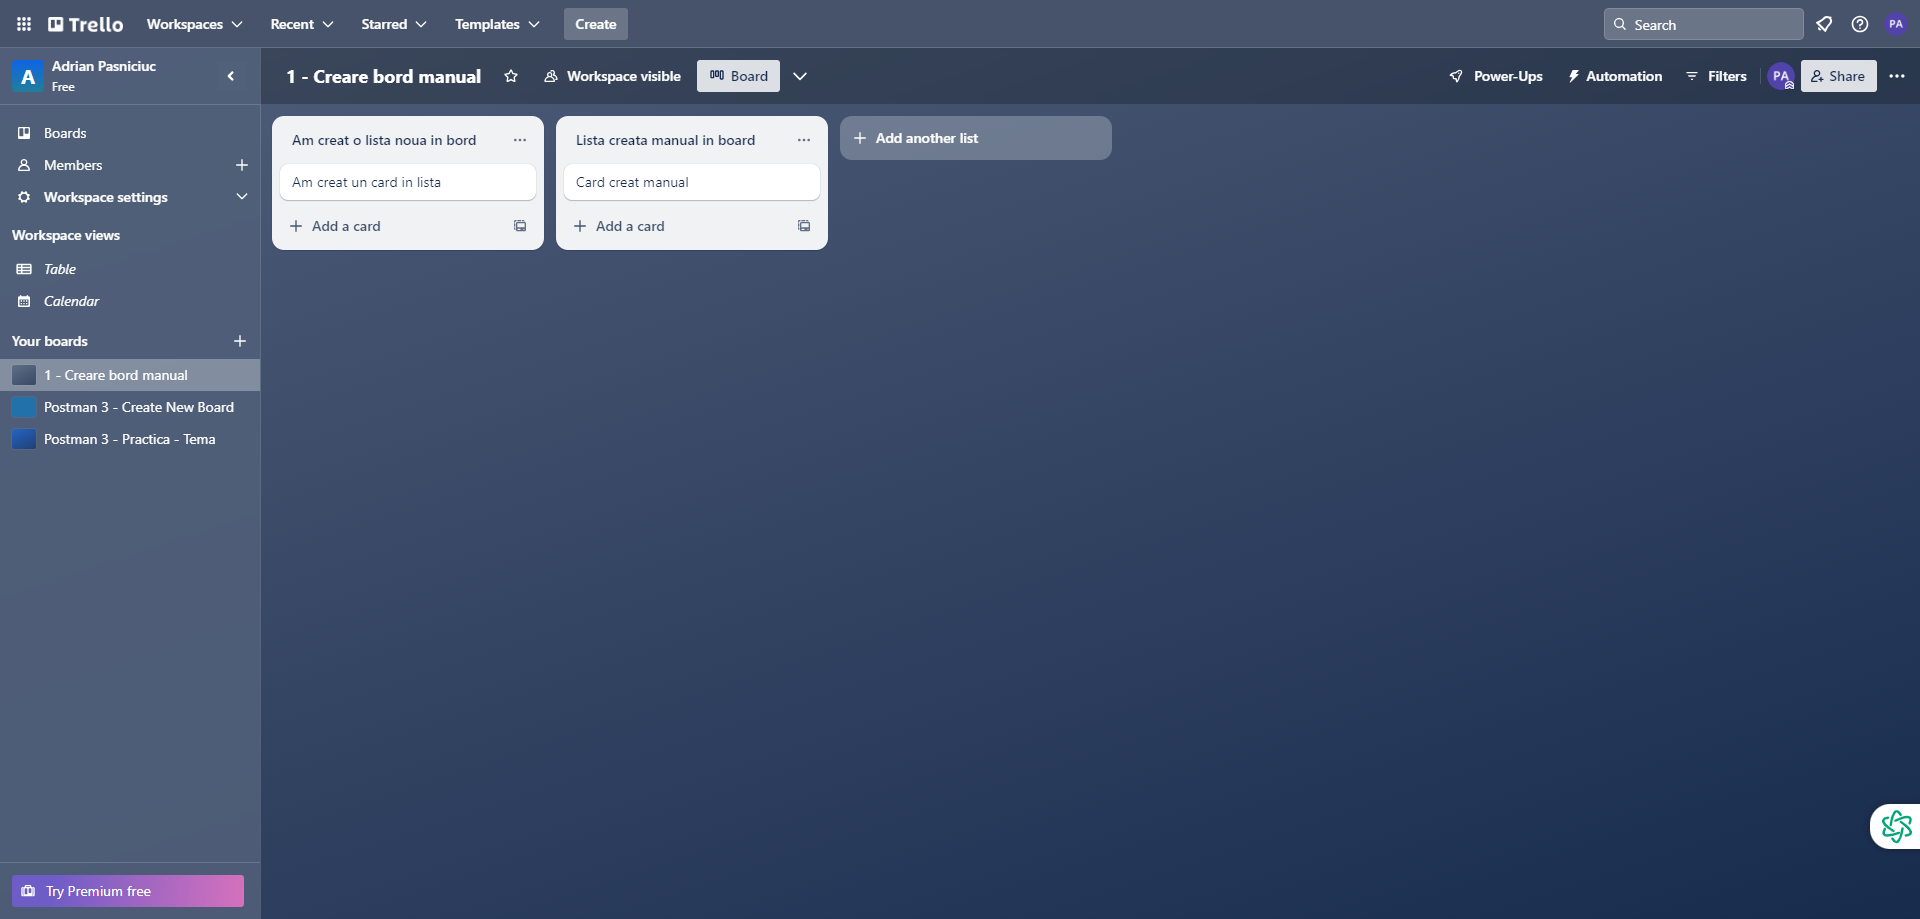 Trello Workspaces Recent Starred Templates Create Search PA
A Adrian Pasniciuc
Free
1 - Creare bord manual Workspace visible Board Power-Ups Automation Filters PA Share
Boards
Members
Workspace settings
Workspace views
Table
Calendar
Your boards
1 - Creare bord manual
Postman 3 - Create New Board
Postman 3 - Practica - Tema
Try Premium free
Am creat o lista noua in bord
Am creat un card in lista
Add a card
Lista creata manual in board
Card creat manual
Add a card
Add another list